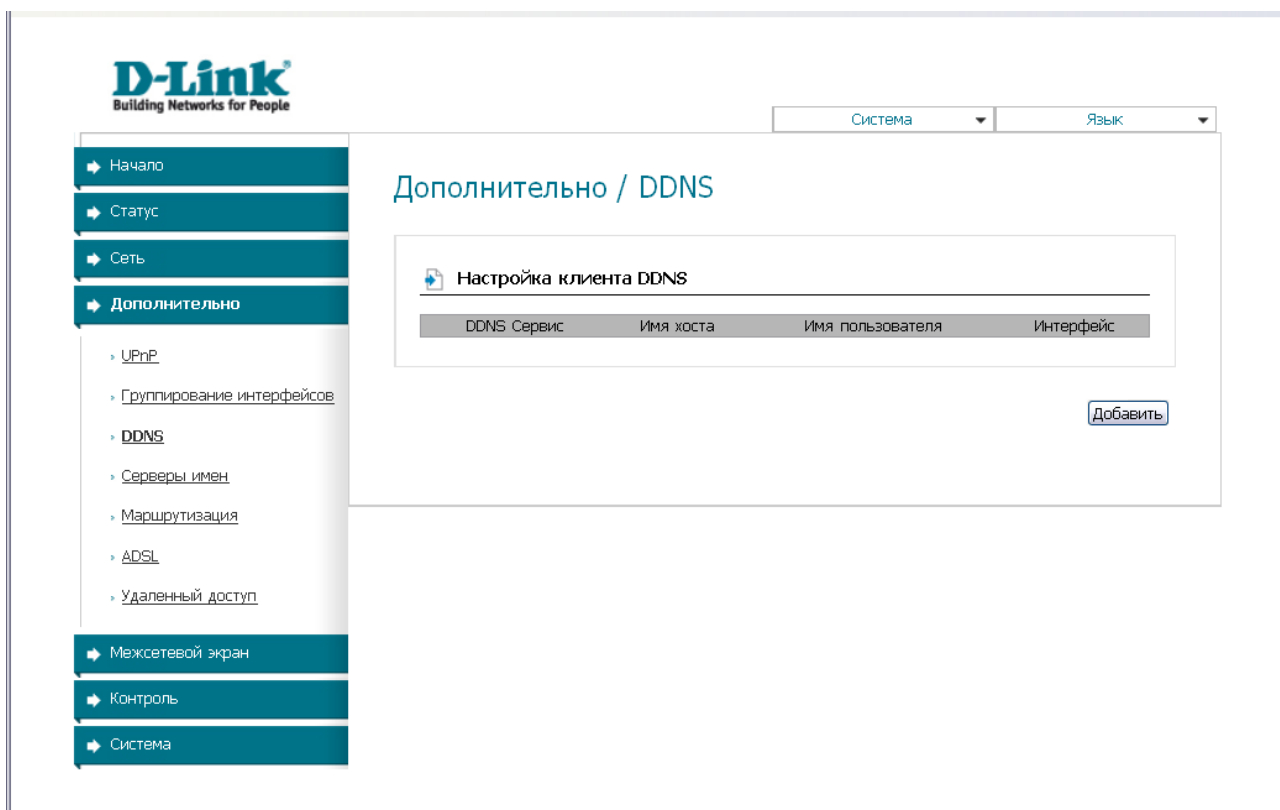 D-Link®
Building Networks for People
Система
Язык
Начало
Статус
Сеть
Дополнительно
UPnP
Группирование интерфейсов
DDNS
Серверы имен
Маршрутизация
ADSL
Удаленный доступ
Межсетевой экран
Контроль
Система
Дополнительно / DDNS
Настройка клиента DDNS
DDNS Сервис Имя хоста Имя пользователя Интерфейс
Добавить